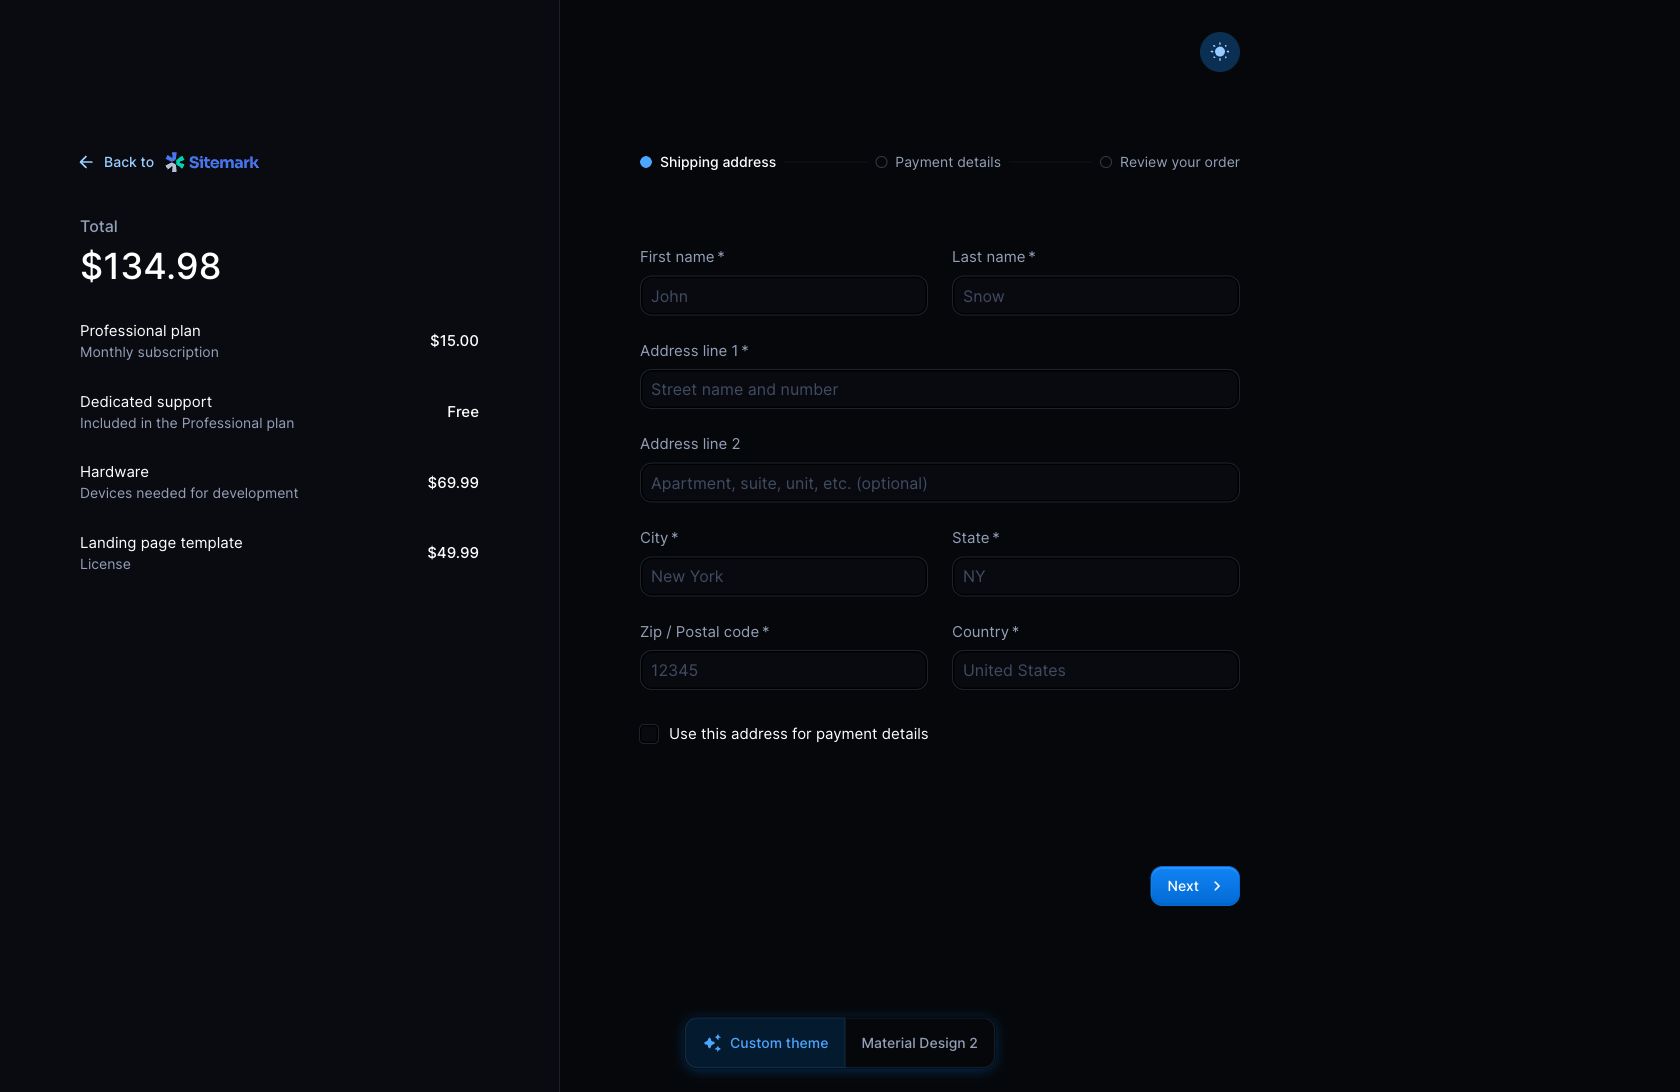 Back to Sitemark
Total
$134.98
Professional plan
Monthly subscription
$15.00
Dedicated support
Included in the Professional plan
Free
Hardware
Devices needed for development
$69.99
Landing page template
License
$49.99
Shipping address
Payment details
Review your order
First name *
John
Last name *
Snow
Address line 1 *
Street name and number
Address line 2
Apartment, suite, unit, etc. (optional)
City *
New York
State *
NY
Zip / Postal code *
12345
Country *
United States
Use this address for payment details
Next
Custom theme
Material Design 2